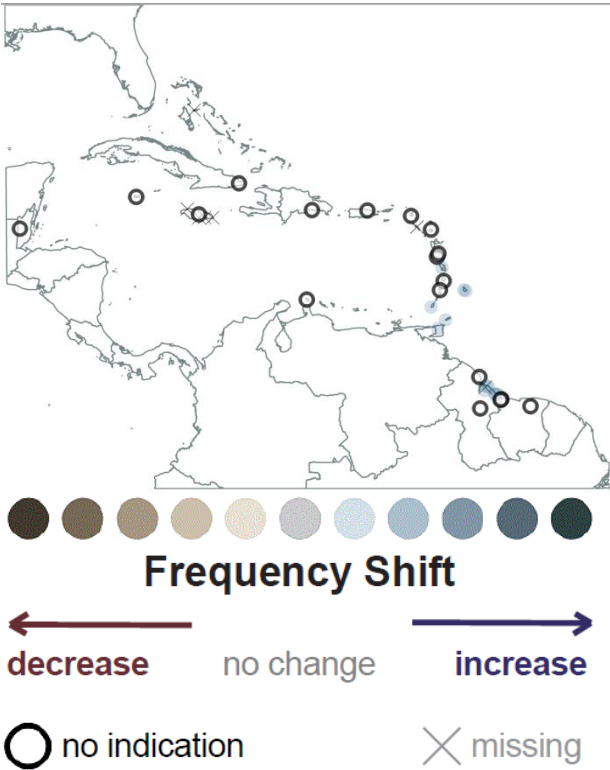 Frequency Shift
decrease no change increase
no indication missing